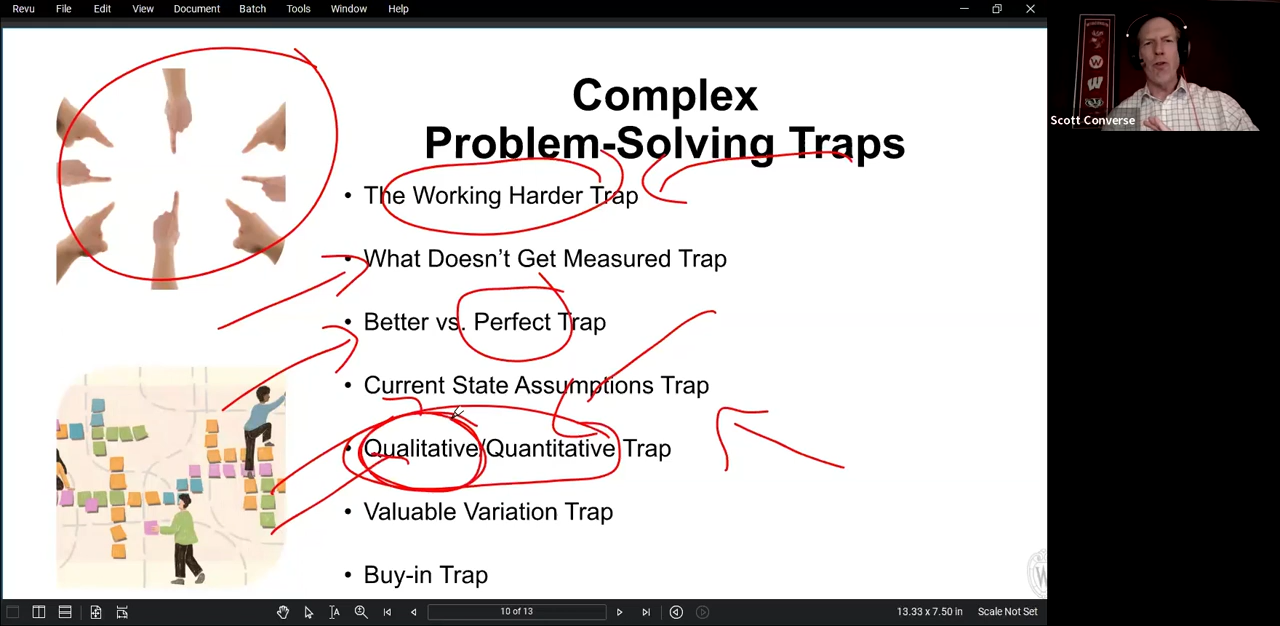 Revu File Edit View Document Batch Tools Window Help
Complex
Problem-Solving Traps
• The Working Harder Trap
• What Doesn't Get Measured Trap
• Better vs. Perfect Trap
• Current State Assumptions Trap
• Qualitative/Quantitative Trap
• Valuable Variation Trap
• Buy-in Trap
Scott Converse
W
W
10 of 13
13.33 x 7.50 in Scale Not Set